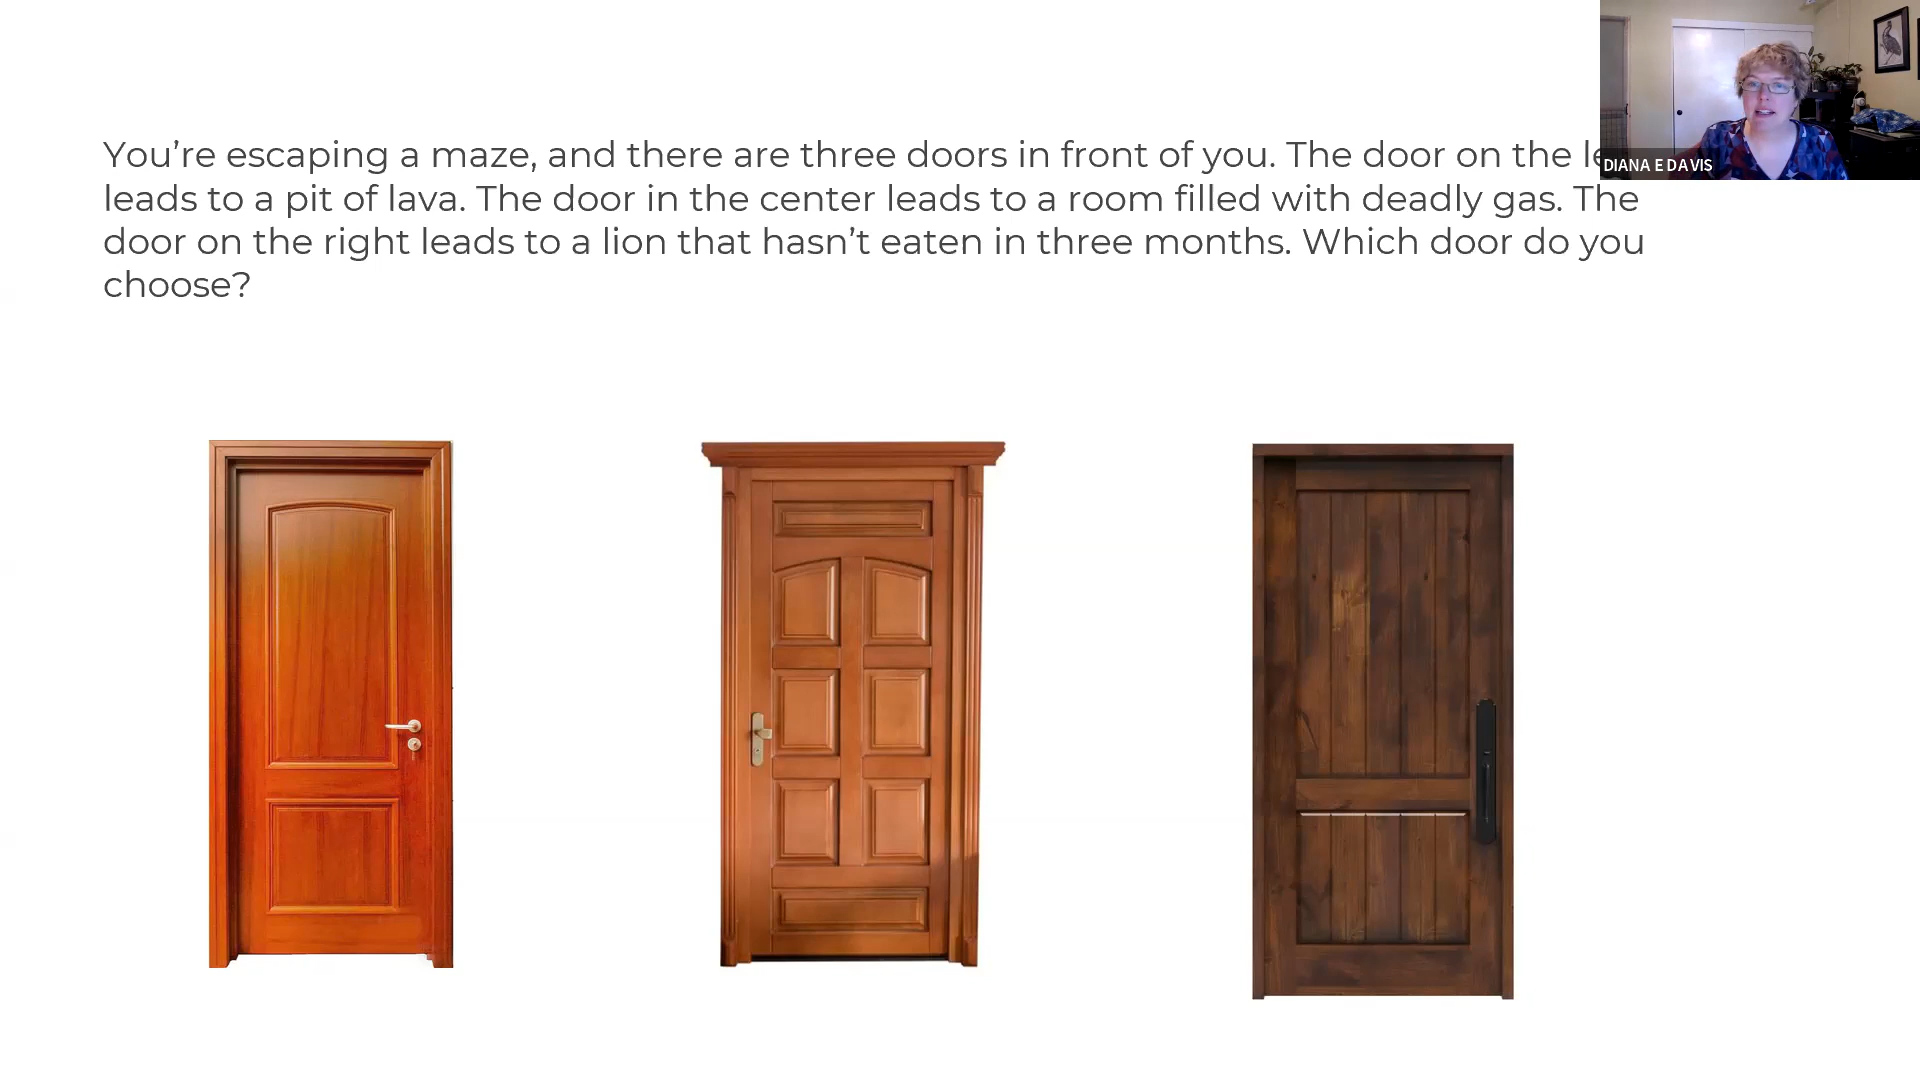 You’re escaping a maze, and there are three doors in front of you. The door on the
leads to a pit of lava. The door in the center leads to a room filled with deadly gas. The
door on the right leads to a lion that hasn’t eaten in three months. Which door do you
choose?
DIANA E DAVIS